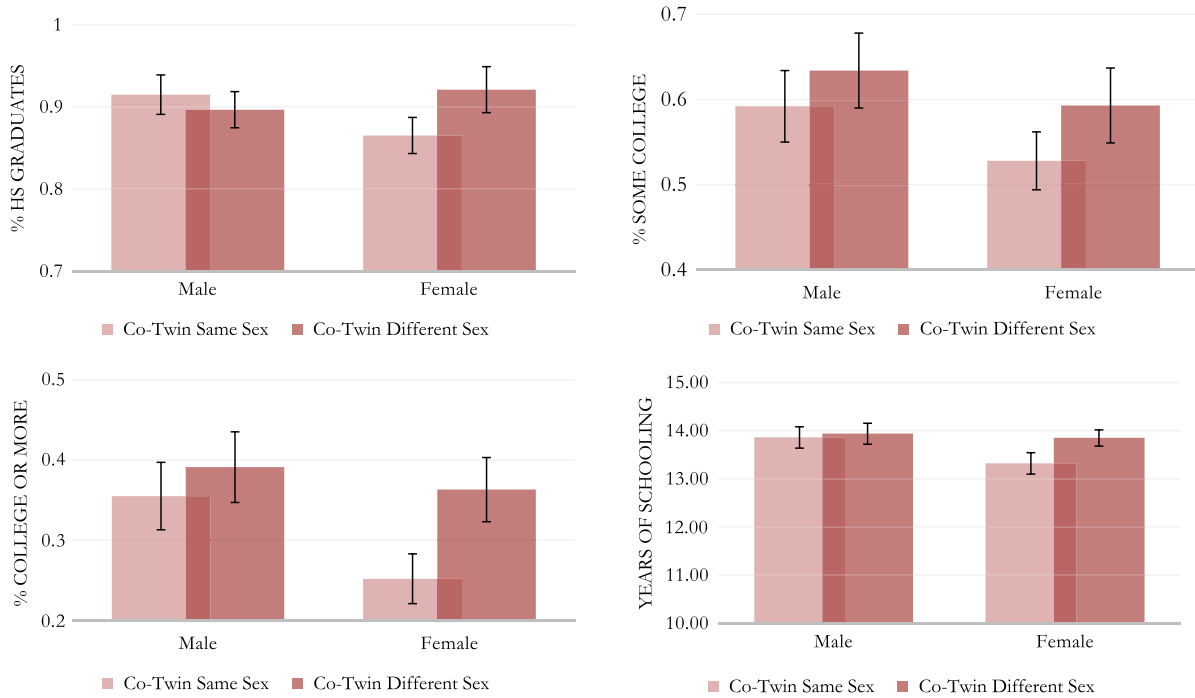 % HS GRADUATES
1
0.9
0.8
0.7
Male
Female
Co-Twin Same Sex
Co-Twin Different Sex
% SOME COLLEGE
0.7
0.6
0.5
0.4
Male
Female
Co-Twin Same Sex
Co-Twin Different Sex
% COLLEGE OR MORE
0.5
0.4
0.3
0.2
Male
Female
Co-Twin Same Sex
Co-Twin Different Sex
YEARS OF SCHOOLING
15.00
14.00
13.00
12.00
11.00
10.00
Male
Female
Co-Twin Same Sex
Co-Twin Different Sex